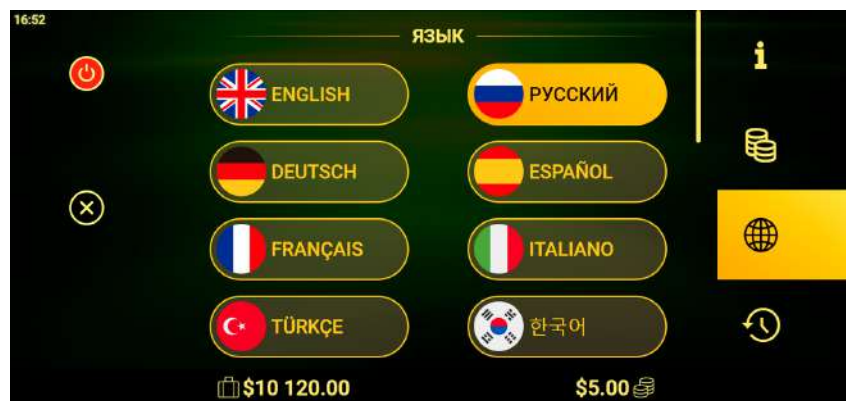 16:52
ЯЗЫК
ENGLISH
РУССКИЙ
DEUTSCH
ESPAÑOL
FRANÇAIS
ITALIANO
TÜRKÇE
한국어
$10 120.00
$5.00